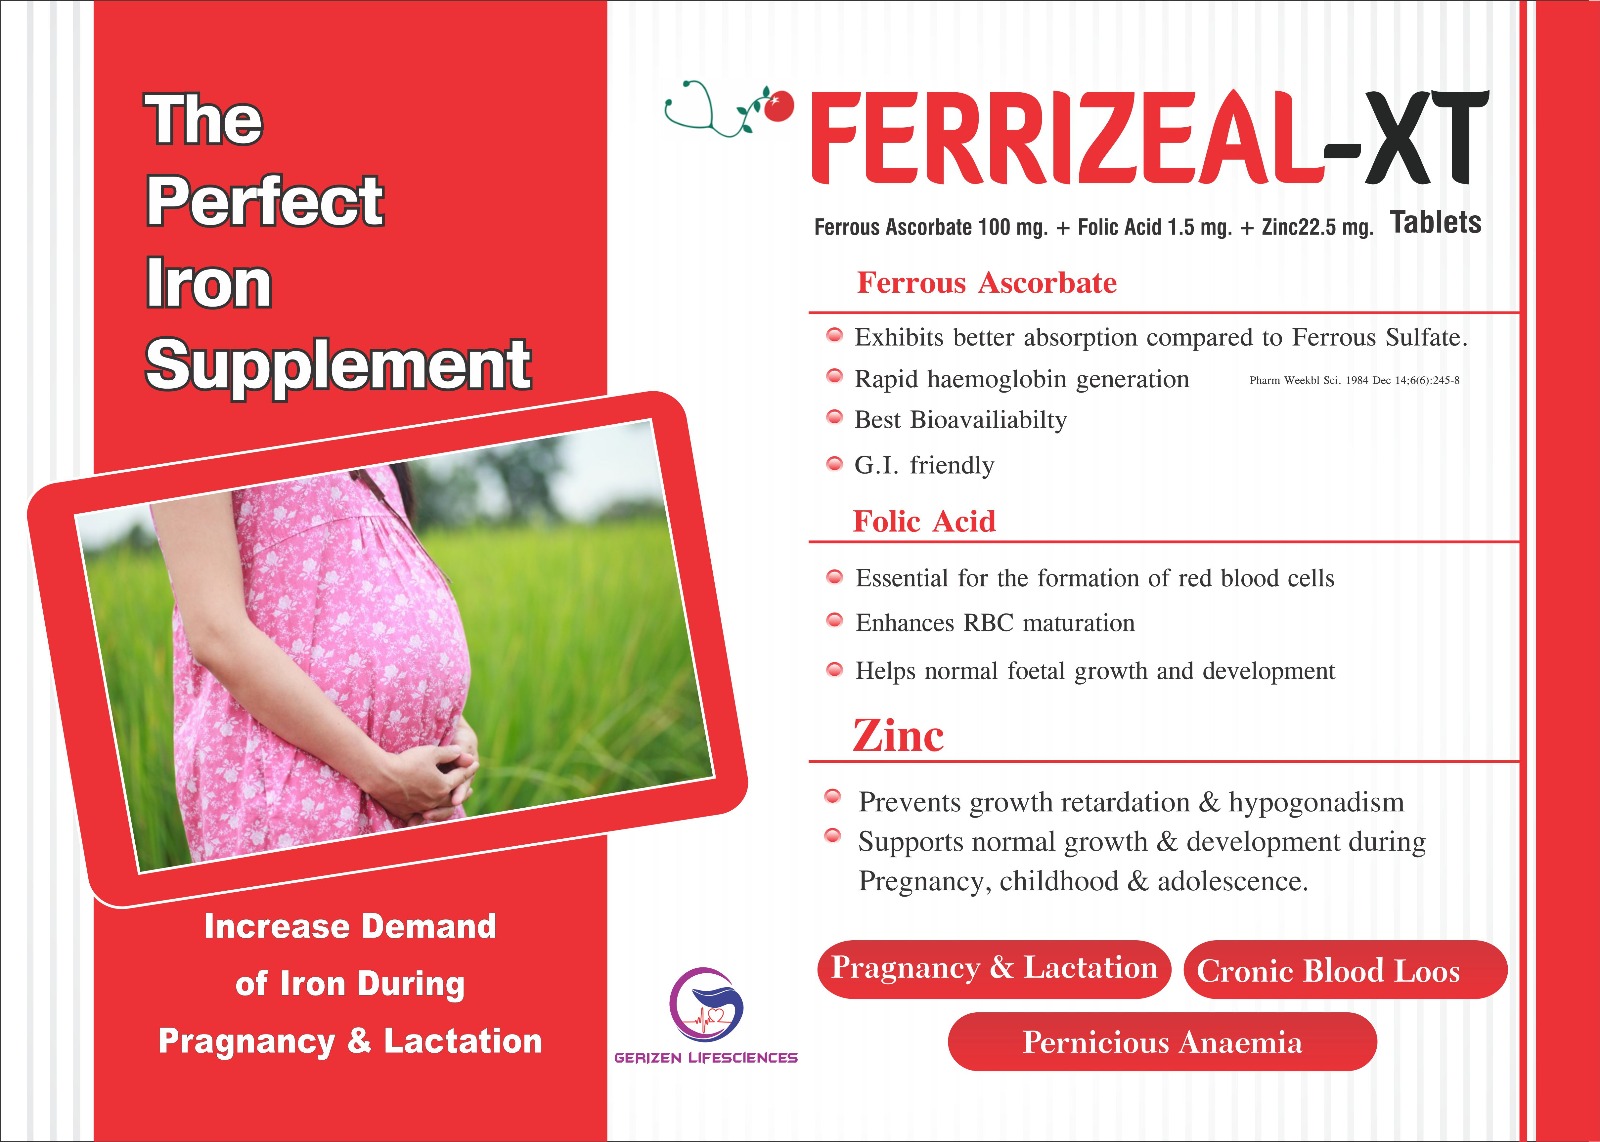 The
Perfect
Iron
Supplement
Increase Demand
of Iron During
Pragnancy & Lactation
GERIZEN LIFESCIENCES
FERRIZEAL-XT
Ferrous Ascorbate 100 mg. + Folic Acid 1.5 mg. + Zinc22.5 mg. Tablets
Ferrous Ascorbate
Exhibits better absorption compared to Ferrous Sulfate.
Rapid haemoglobin generation
Pharm Weekbl Sci. 1984 Dec 14;6(6):245-8
Best Bioavailiabilty
G.I. friendly
Folic Acid
Essential for the formation of red blood cells
Enhances RBC maturation
Helps normal foetal growth and development
Zinc
Prevents growth retardation & hypogonadism
Supports normal growth & development during
Pregnancy, childhood & adolescence.
Pragnancy & Lactation
Cronic Blood Loos
Pernicious Anaemia